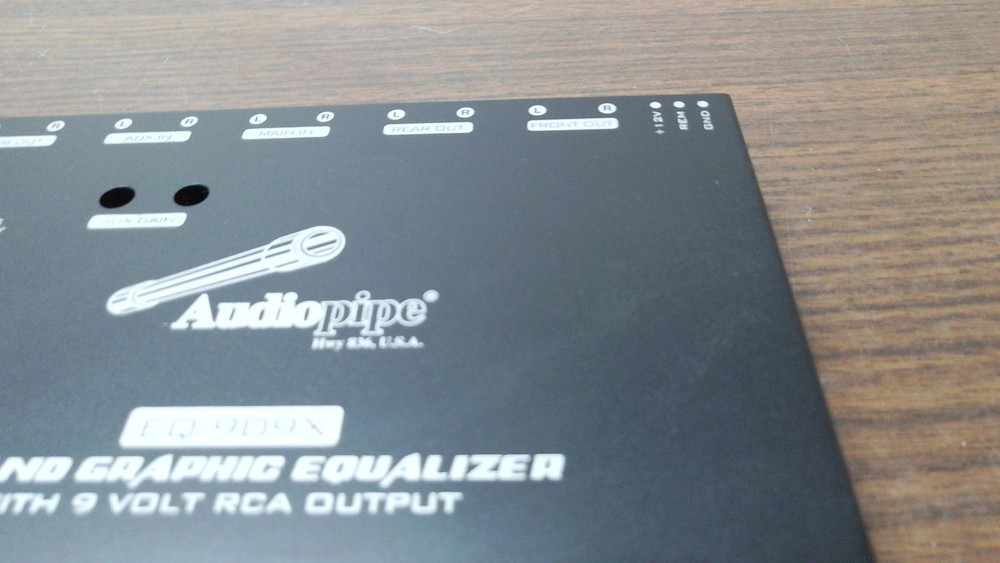 R L R L R L R L R
OUT AUX IN MAIN IN REAR OUT FRONT OUT +12V REM GND
AUX GAIN
Audiopipe®
Hwy 836, U.S.A.
EQ 909X
ND GRAPHIC EQUALIZER
ITH 9 VOLT RCA OUTPUT